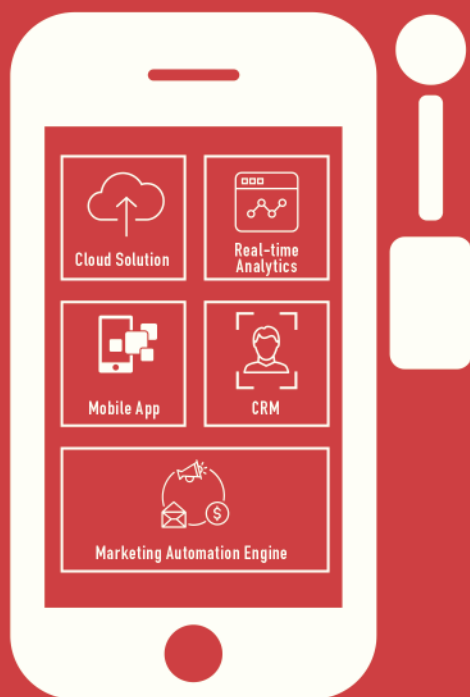 Cloud Solution
Real-time
Analytics
Mobile App
CRM
$
Marketing Automation Engine